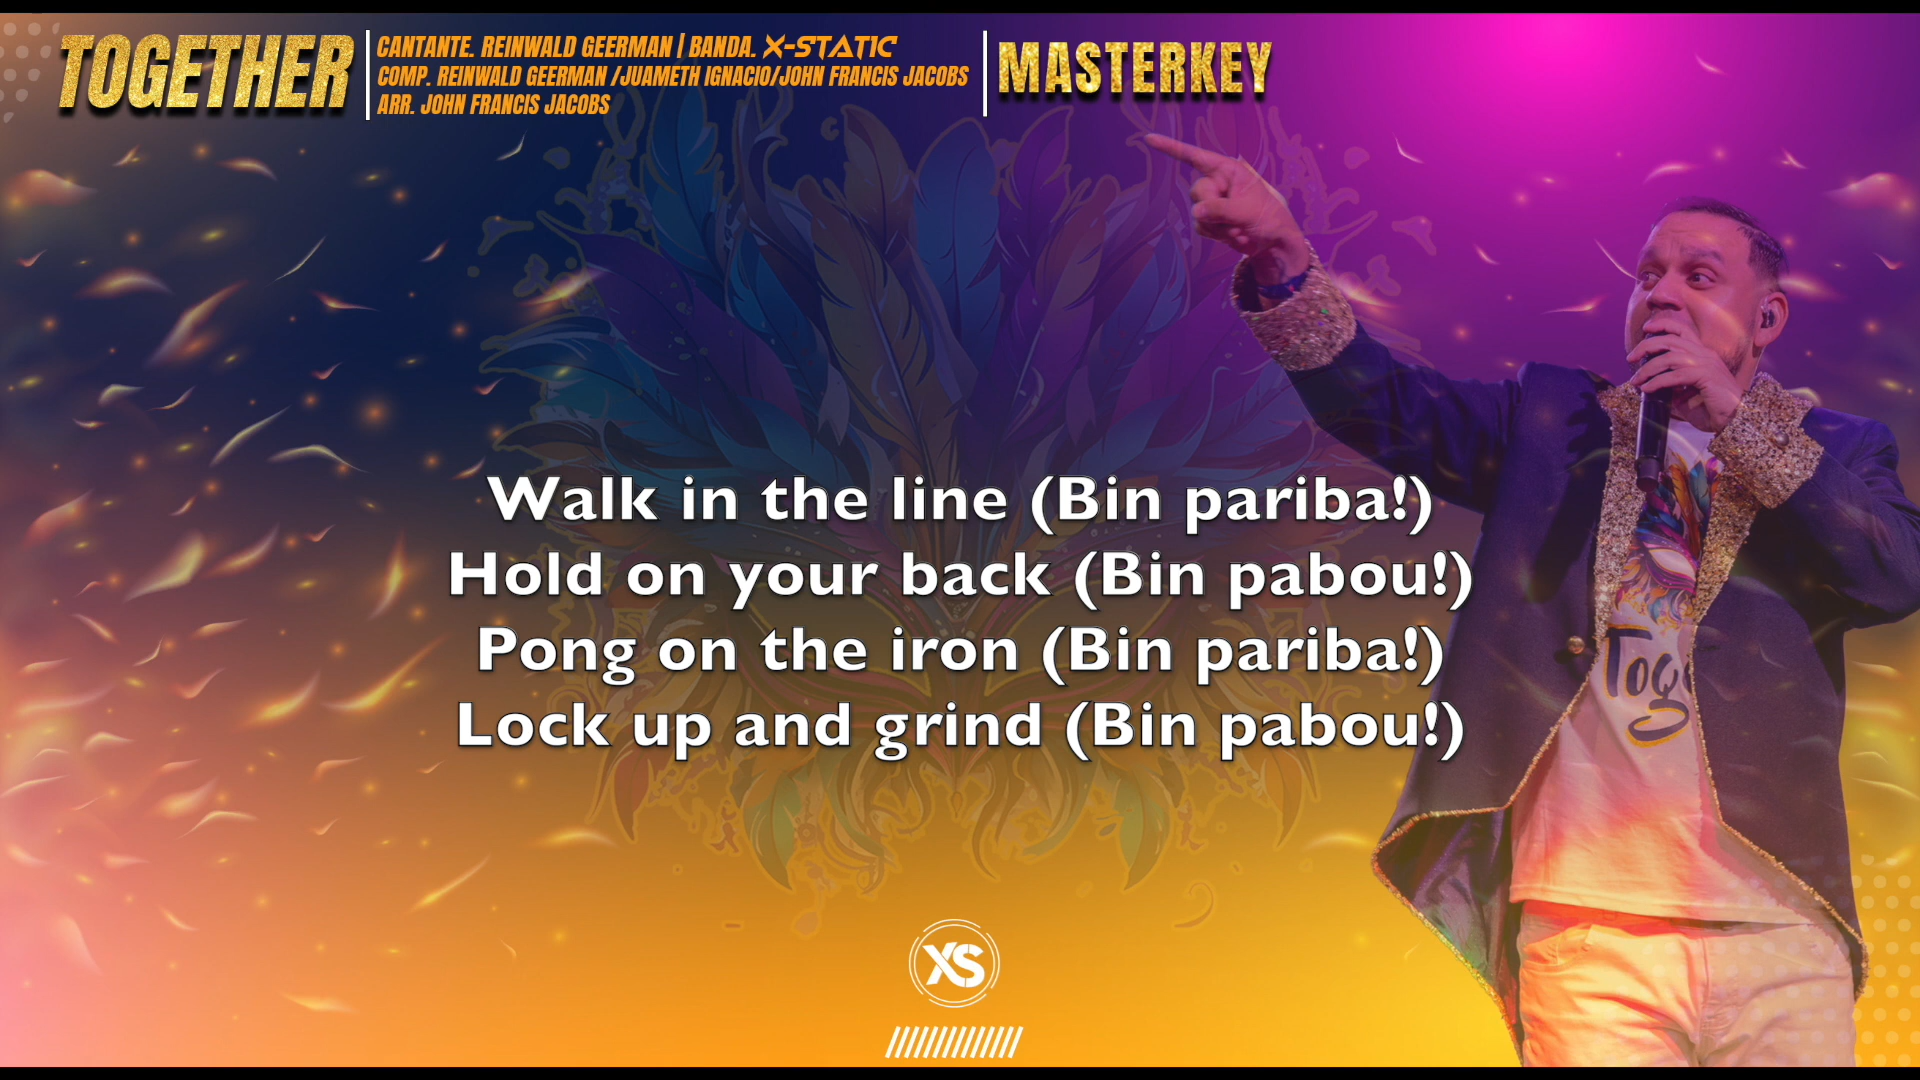 TOGETHER
CANTANTE. REINWALD GEERMAN | BANDA. X-STATIC
COMP. REINWALD GEERMAN /JUAMETH IGNACIO/JOHN FRANCIS JACOBS
ARR. JOHN FRANCIS JACOBS
MASTERKEY
Walk in the line (Bin pariba!)
Hold on your back (Bin pabou!)
Pong on the iron (Bin pariba!)
Lock up and grind (Bin pabou!)
XS